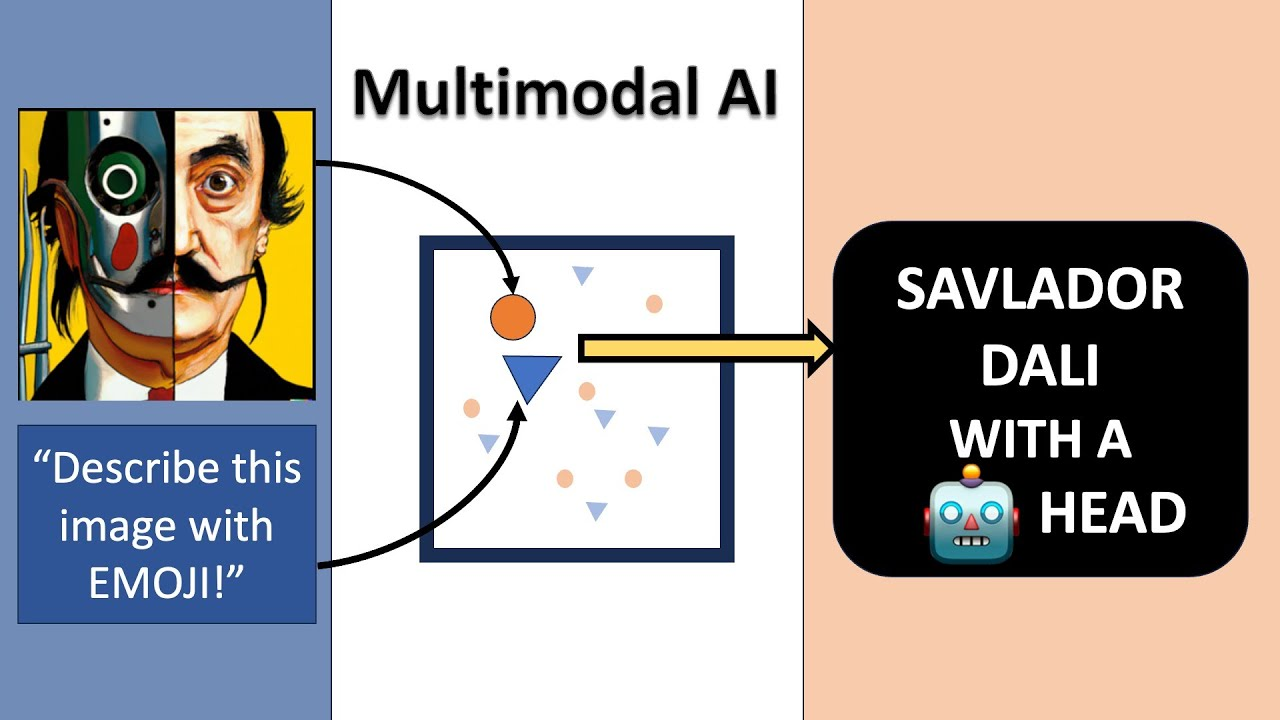 Multimodal AI
“Describe this
image with
EMOJI!”
SAVLADOR
DALI
WITH A
🤖 HEAD